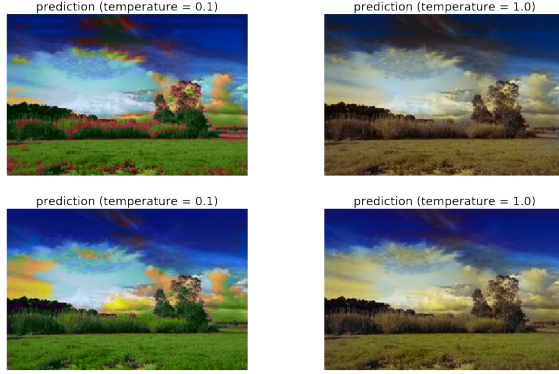 prediction (temperature = 0.1)
prediction (temperature = 1.0)
prediction (temperature = 0.1)
prediction (temperature = 1.0)